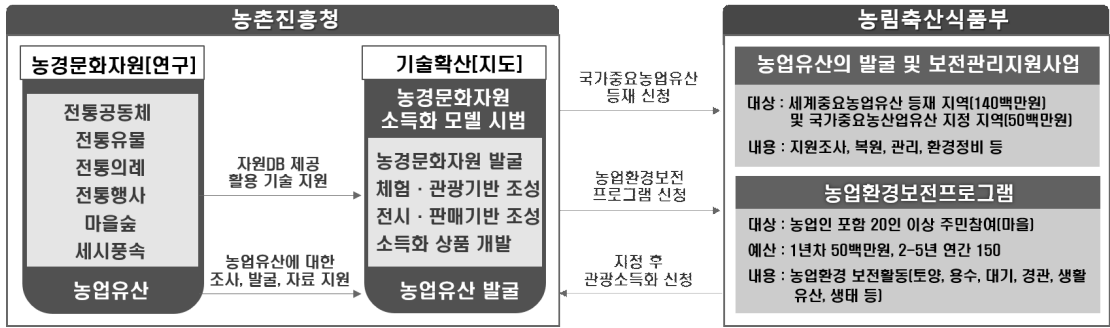 농촌진흥청
농경문화자원[연구]
전통공동체
전통유물
전통의례
전통행사
마을숲
세시풍속
농업유산
자원DB 제공
활용 기술 지원
농업유산에 대한
조사, 발굴, 자료 지원
기술확산[지도]
농경문화자원
소득화 모델 시범
농경문화자원 발굴
체험 · 관광기반 조성
전시 · 판매기반 조성
소득화 상품 개발
농업유산 발굴
국가중요농업유산
등재 신청
농업환경보전
프로그램 신청
지정 후
관광소득화 신청
농림축산식품부
농업유산의 발굴 및 보전관리지원사업
대상 : 세계중요농업유산 등재 지역(140백만원)
및 국가중요농산업유산 지정 지역(50백만원)
내용 : 지원조사, 복원, 관리, 환경정비 등
농업환경보전프로그램
대상 : 농업인 포함 20인 이상 주민참여(마을)
예산 : 1년차 50백만원, 2-5년 연간 150
내용 : 농업환경 보전활동(토양, 용수, 대기, 경관, 생활
유산, 생태 등)